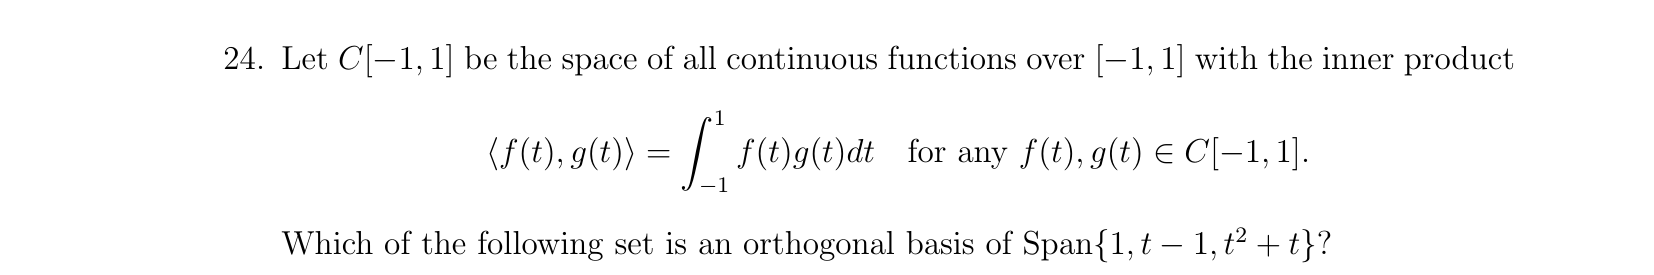 24. Let C[−1, 1] be the space of all continuous functions over [−1, 1] with the inner product
⟨f(t), g(t)⟩ = ∫_{−1}^{1} f(t)g(t)dt for any f(t), g(t) ∈ C[−1, 1].
Which of the following set is an orthogonal basis of Span{1, t − 1, t² + t}?